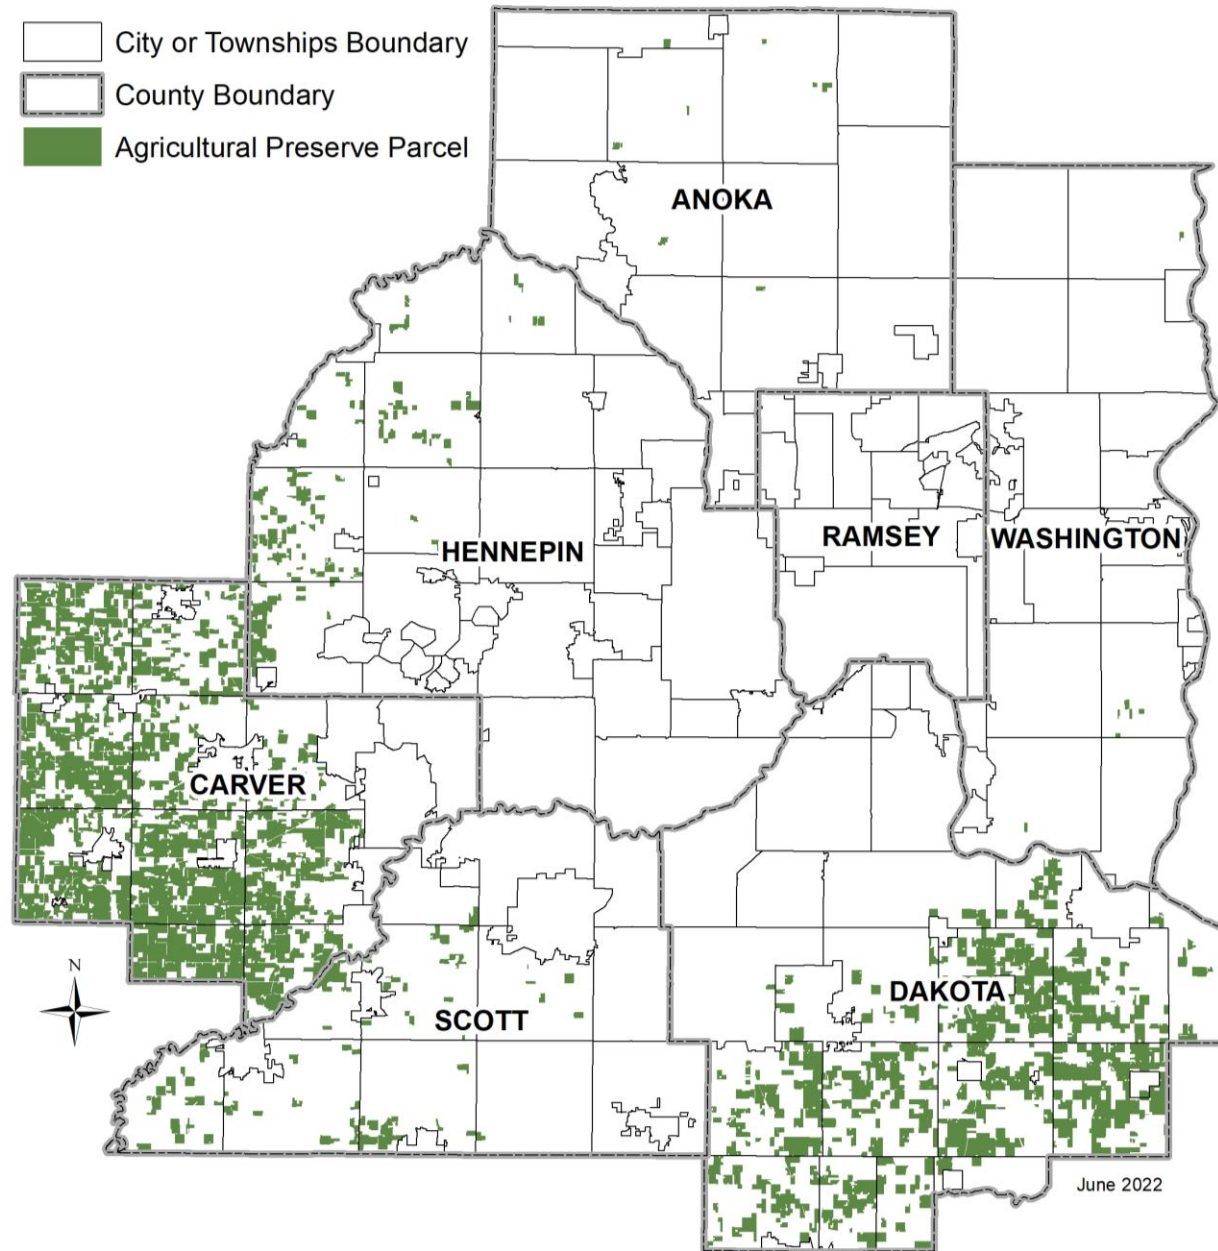 City or Townships Boundary
County Boundary
Agricultural Preserve Parcel
ANOKA
HENNEPIN
RAMSEY
WASHINGTON
CARVER
N
SCOTT
DAKOTA
June 2022